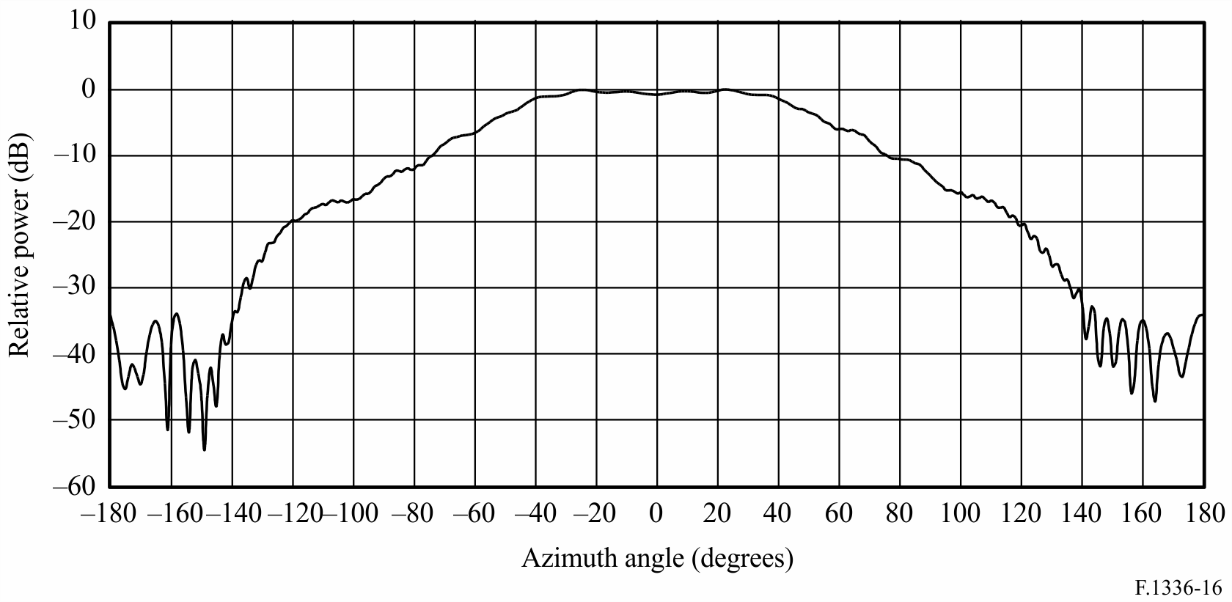 10
0
–10
–20
–30
–40
–50
–60
Relative power (dB)
–180 –160 –140 –120 –100 –80 –60 –40 –20 0 20 40 60 80 100 120 140 160 180
Azimuth angle (degrees)
F.1336-16